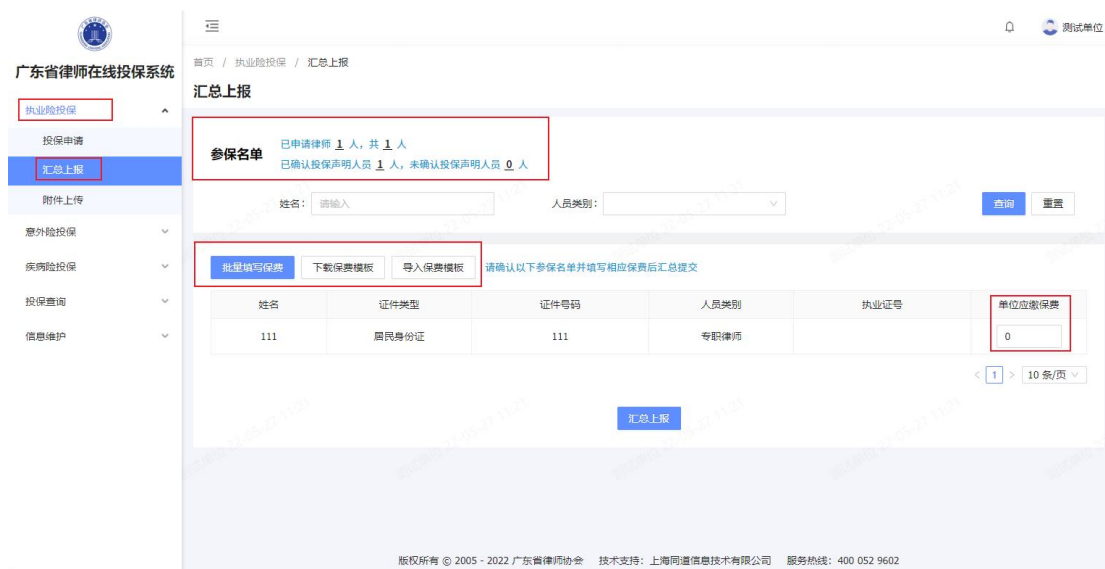 测试单位
广东省律师在线投保系统
首页 / 执业险投保 / 汇总上报
汇总上报
执业险投保
投保申请
汇总上报
附件上传
意外险投保
疾病险投保
投保查询
信息维护
参保名单
已申请律师 1 人，共 1 人
已确认投保声明人员 1 人，未确认投保声明人员 0 人
姓名： 请输入 人员类别： 查询 重置
批量填写保费 下载保费模板 导入保费模板 请确认以下参保名单并填写相应保费后汇总提交
姓名 证件类型 证件号码 人员类别 执业证号 单位应缴保费
111 居民身份证 111 专职律师 0
< 1 > 10 条/页
汇总上报
版权所有 © 2005 - 2022 广东省律师协会 技术支持：上海同道信息技术有限公司 服务热线：400 052 9602